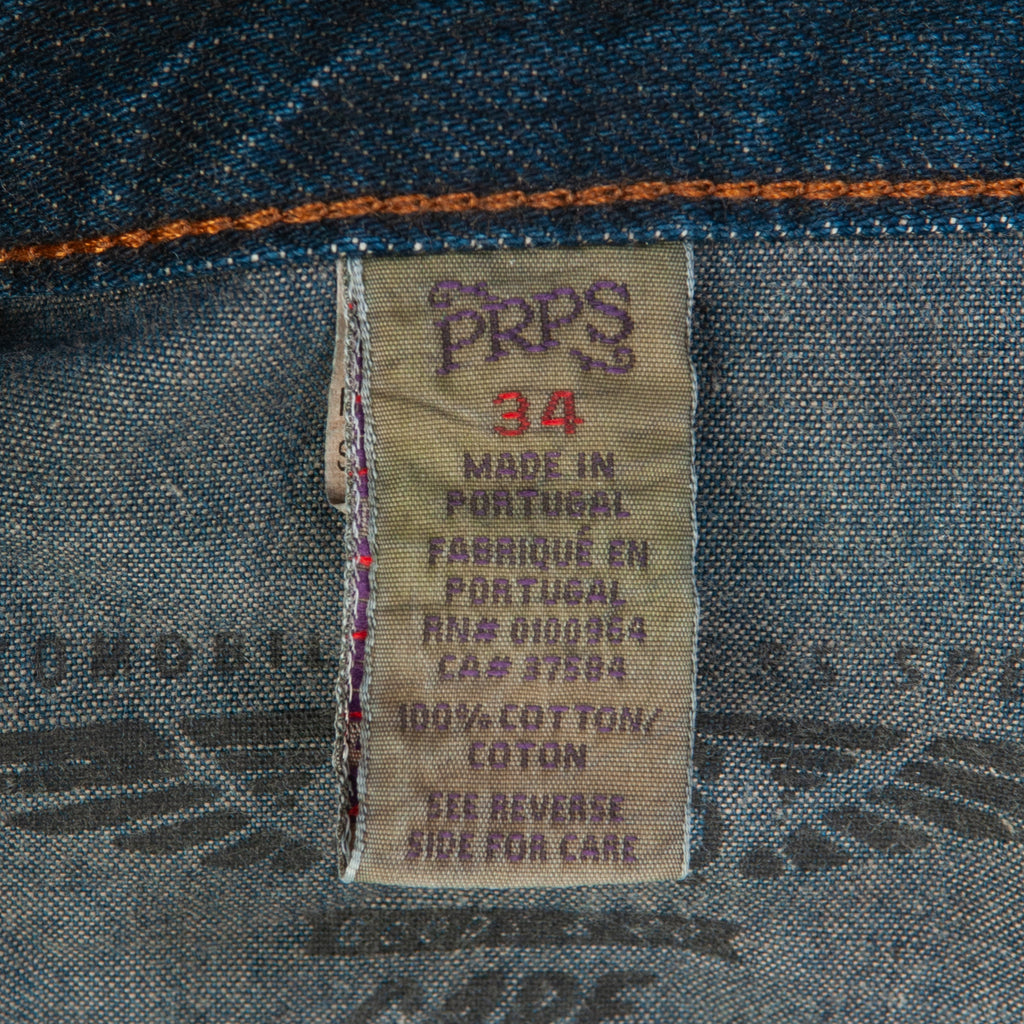 PRPS
34
MADE IN
PORTUGAL
FABRIQUÉ EN
PORTUGAL
RN# 0100964
CA# 37584
100% COTTON/
COTON
SEE REVERSE
SIDE FOR CARE